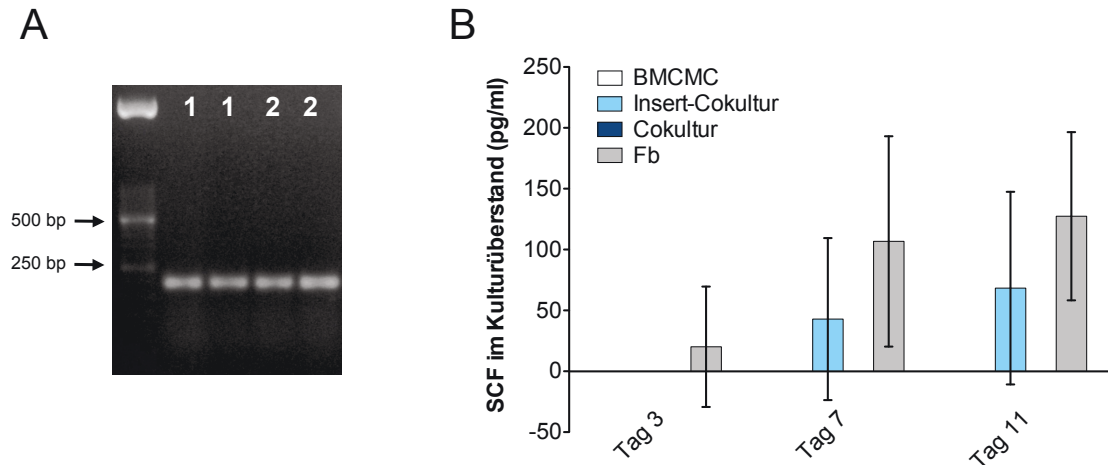 A
1 1 2 2
500 bp
250 bp
B
BMCMC
Insert-Cokultur
Cokultur
Fb
SCF im Kulturüberstand (pg/ml)
250
200
150
100
50
0
-50
Tag 3
Tag 7
Tag 11